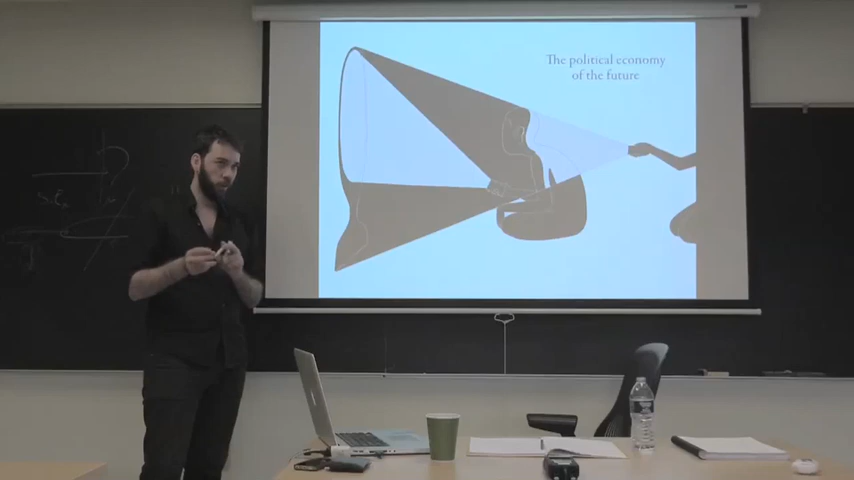 The political economy
of the future